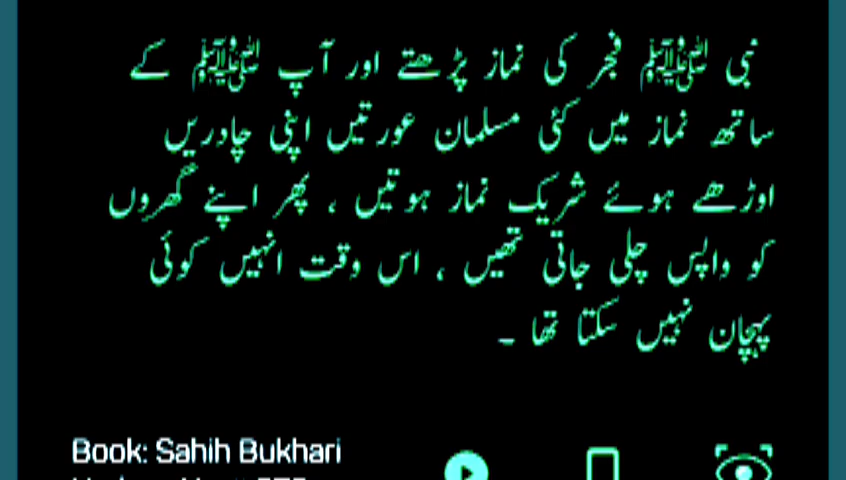 نبی ﷺ فجر کی نماز پڑھتے اور آپ ﷺ کے
ساتھ نماز میں کئی مسلمان عورتیں اپنی چادریں
اوڑھے ہوئے شریک نماز ہوتیں ، پھر اپنے گھروں
کو واپس چلی جاتی تھیں ، اس وقت انہیں کوئی
پہچان نہیں سکتا تھا ۔
Book: Sahih Bukhari